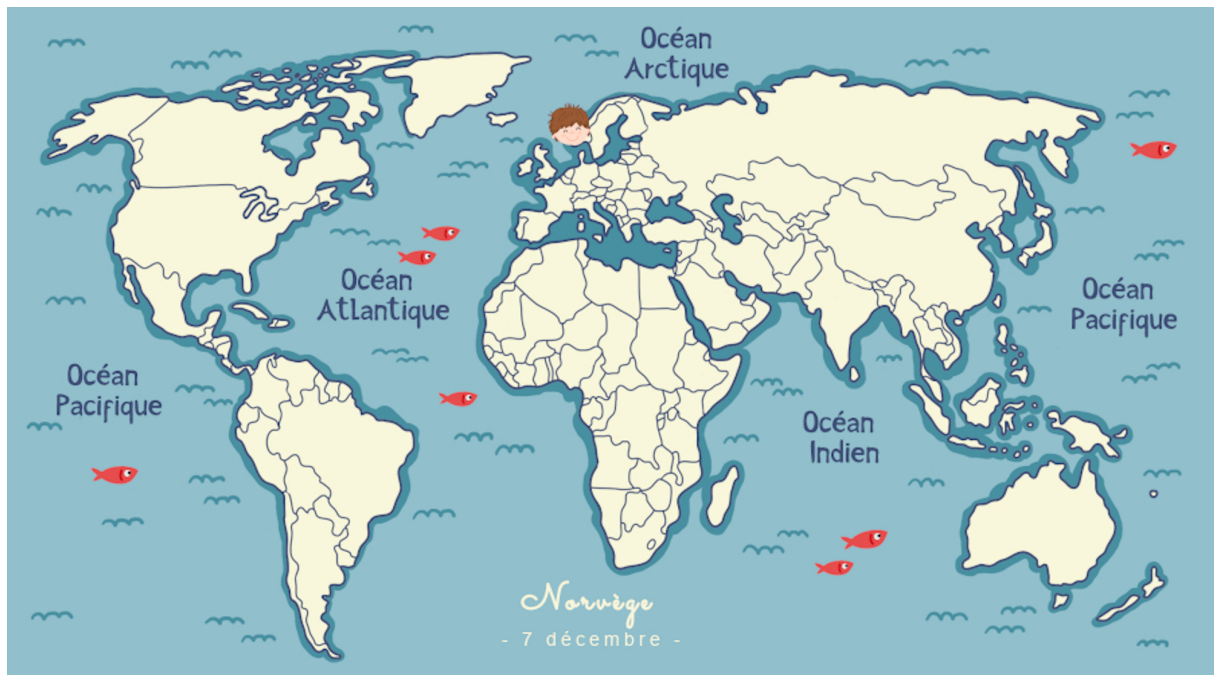 Océan
Arctique
Océan
Atlantique
Océan
Pacifique
Océan
Pacifique
Océan
Indien
Norvège
- 7 décembre -